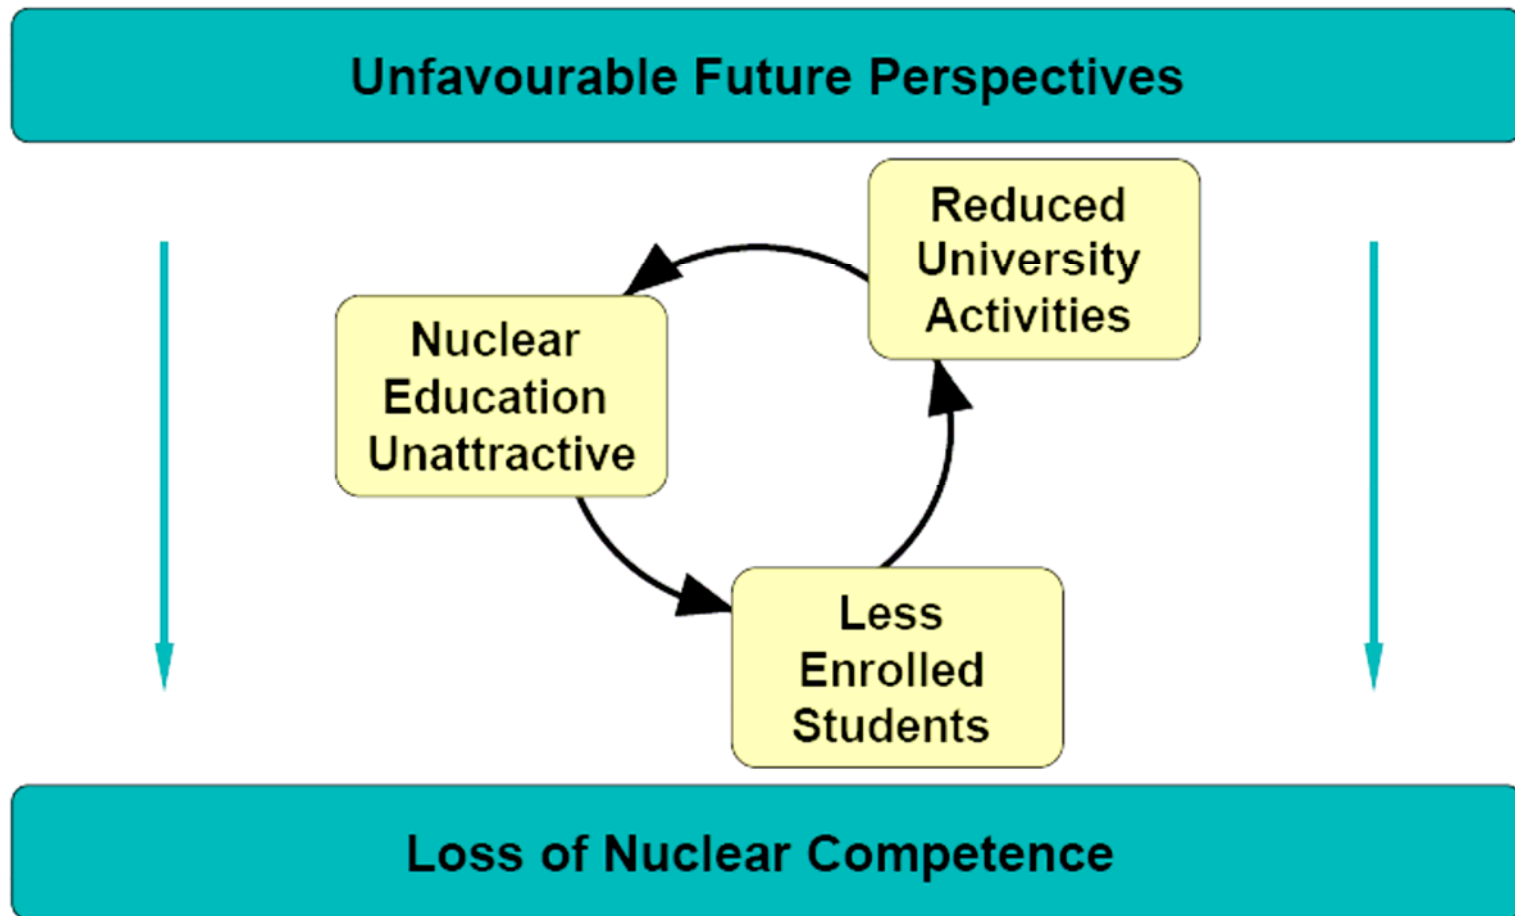 Unfavourable Future Perspectives
Reduced
University
Activities
Nuclear
Education
Unattractive
Less
Enrolled
Students
Loss of Nuclear Competence